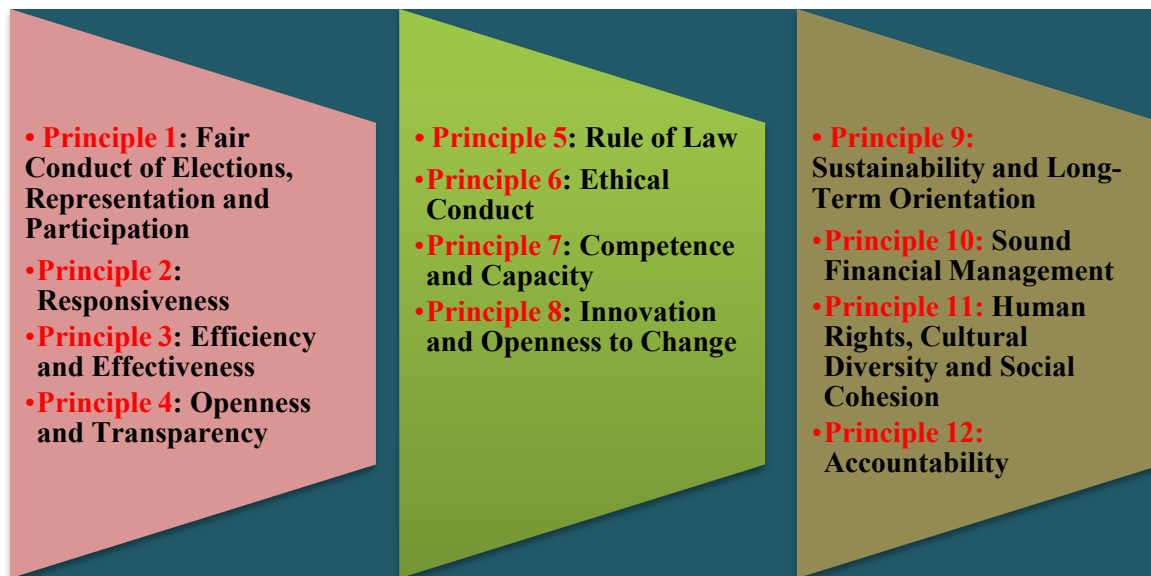 • Principle 1: Fair
Conduct of Elections,
Representation and
Participation
•Principle 2:
Responsiveness
•Principle 3: Efficiency
and Effectiveness
•Principle 4: Openness
and Transparency
• Principle 5: Rule of Law
•Principle 6: Ethical
Conduct
•Principle 7: Competence
and Capacity
•Principle 8: Innovation
and Openness to Change
• Principle 9:
Sustainability and Long-
Term Orientation
•Principle 10: Sound
Financial Management
•Principle 11: Human
Rights, Cultural
Diversity and Social
Cohesion
•Principle 12:
Accountability